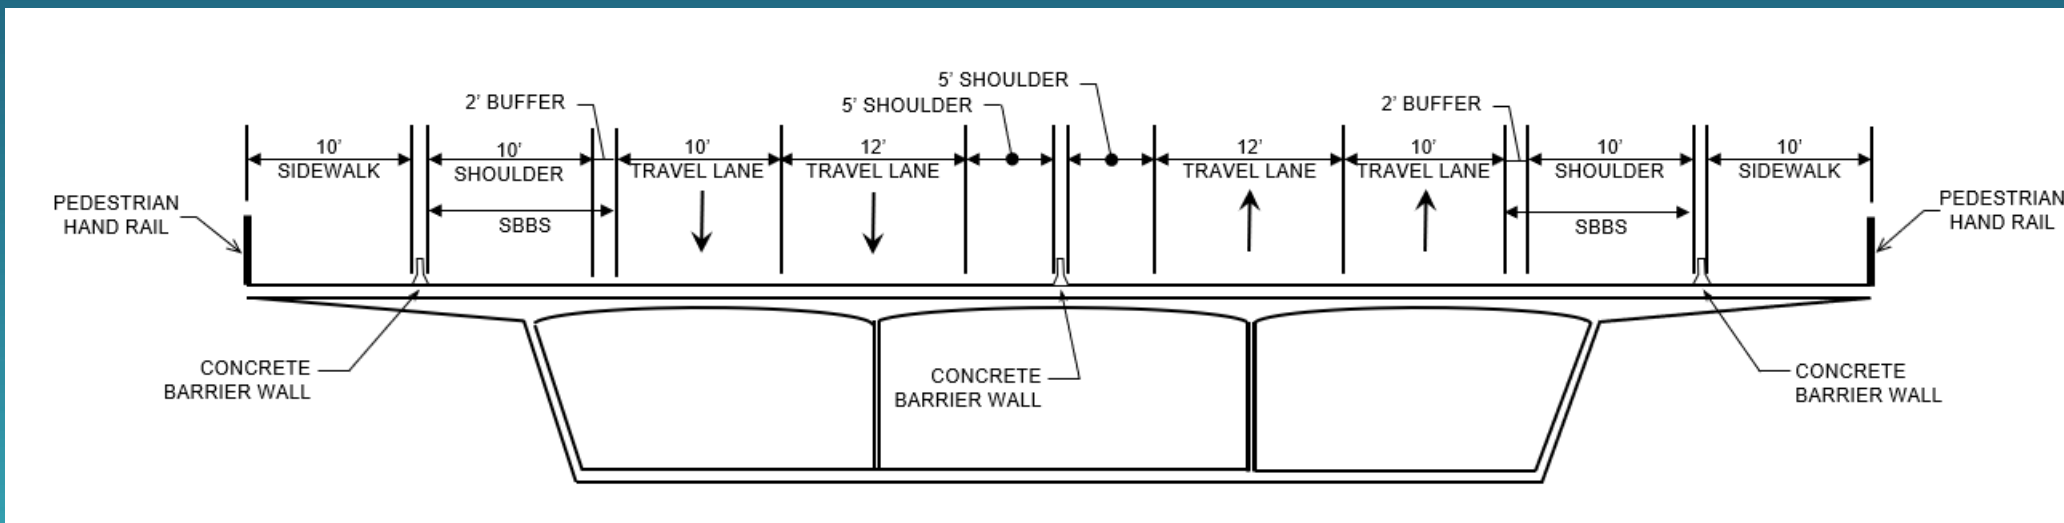 5' SHOULDER
2' BUFFER
5' SHOULDER
2' BUFFER
10'
SIDEWALK
10'
SHOULDER
10'
TRAVEL LANE
12'
TRAVEL LANE
12'
TRAVEL LANE
10'
TRAVEL LANE
10'
SHOULDER
10'
SIDEWALK
PEDESTRIAN
HAND RAIL
SBBS
SBBS
PEDESTRIAN
HAND RAIL
CONCRETE
BARRIER WALL
CONCRETE
BARRIER WALL
CONCRETE
BARRIER WALL